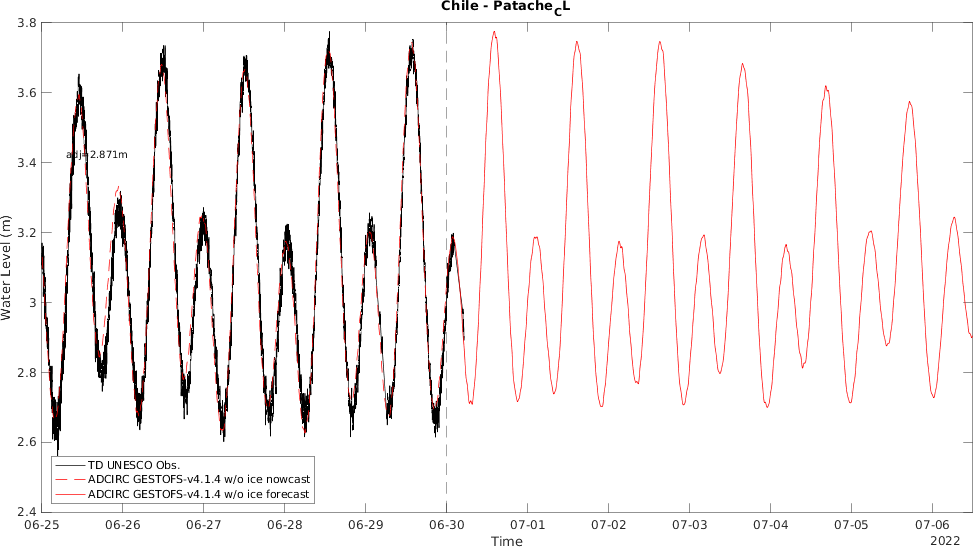 Chile - Patache_CL
3.8
3.6
3.4
3.2
3
2.8
2.6
2.4
Water Level (m)
adj=2.871m
TD UNESCO Obs.
ADCIRC GESTOFS-v4.1.4 w/o ice nowcast
ADCIRC GESTOFS-v4.1.4 w/o ice forecast
06-25 06-26 06-27 06-28 06-29 06-30 07-01 07-02 07-03 07-04 07-05 07-06
Time
2022